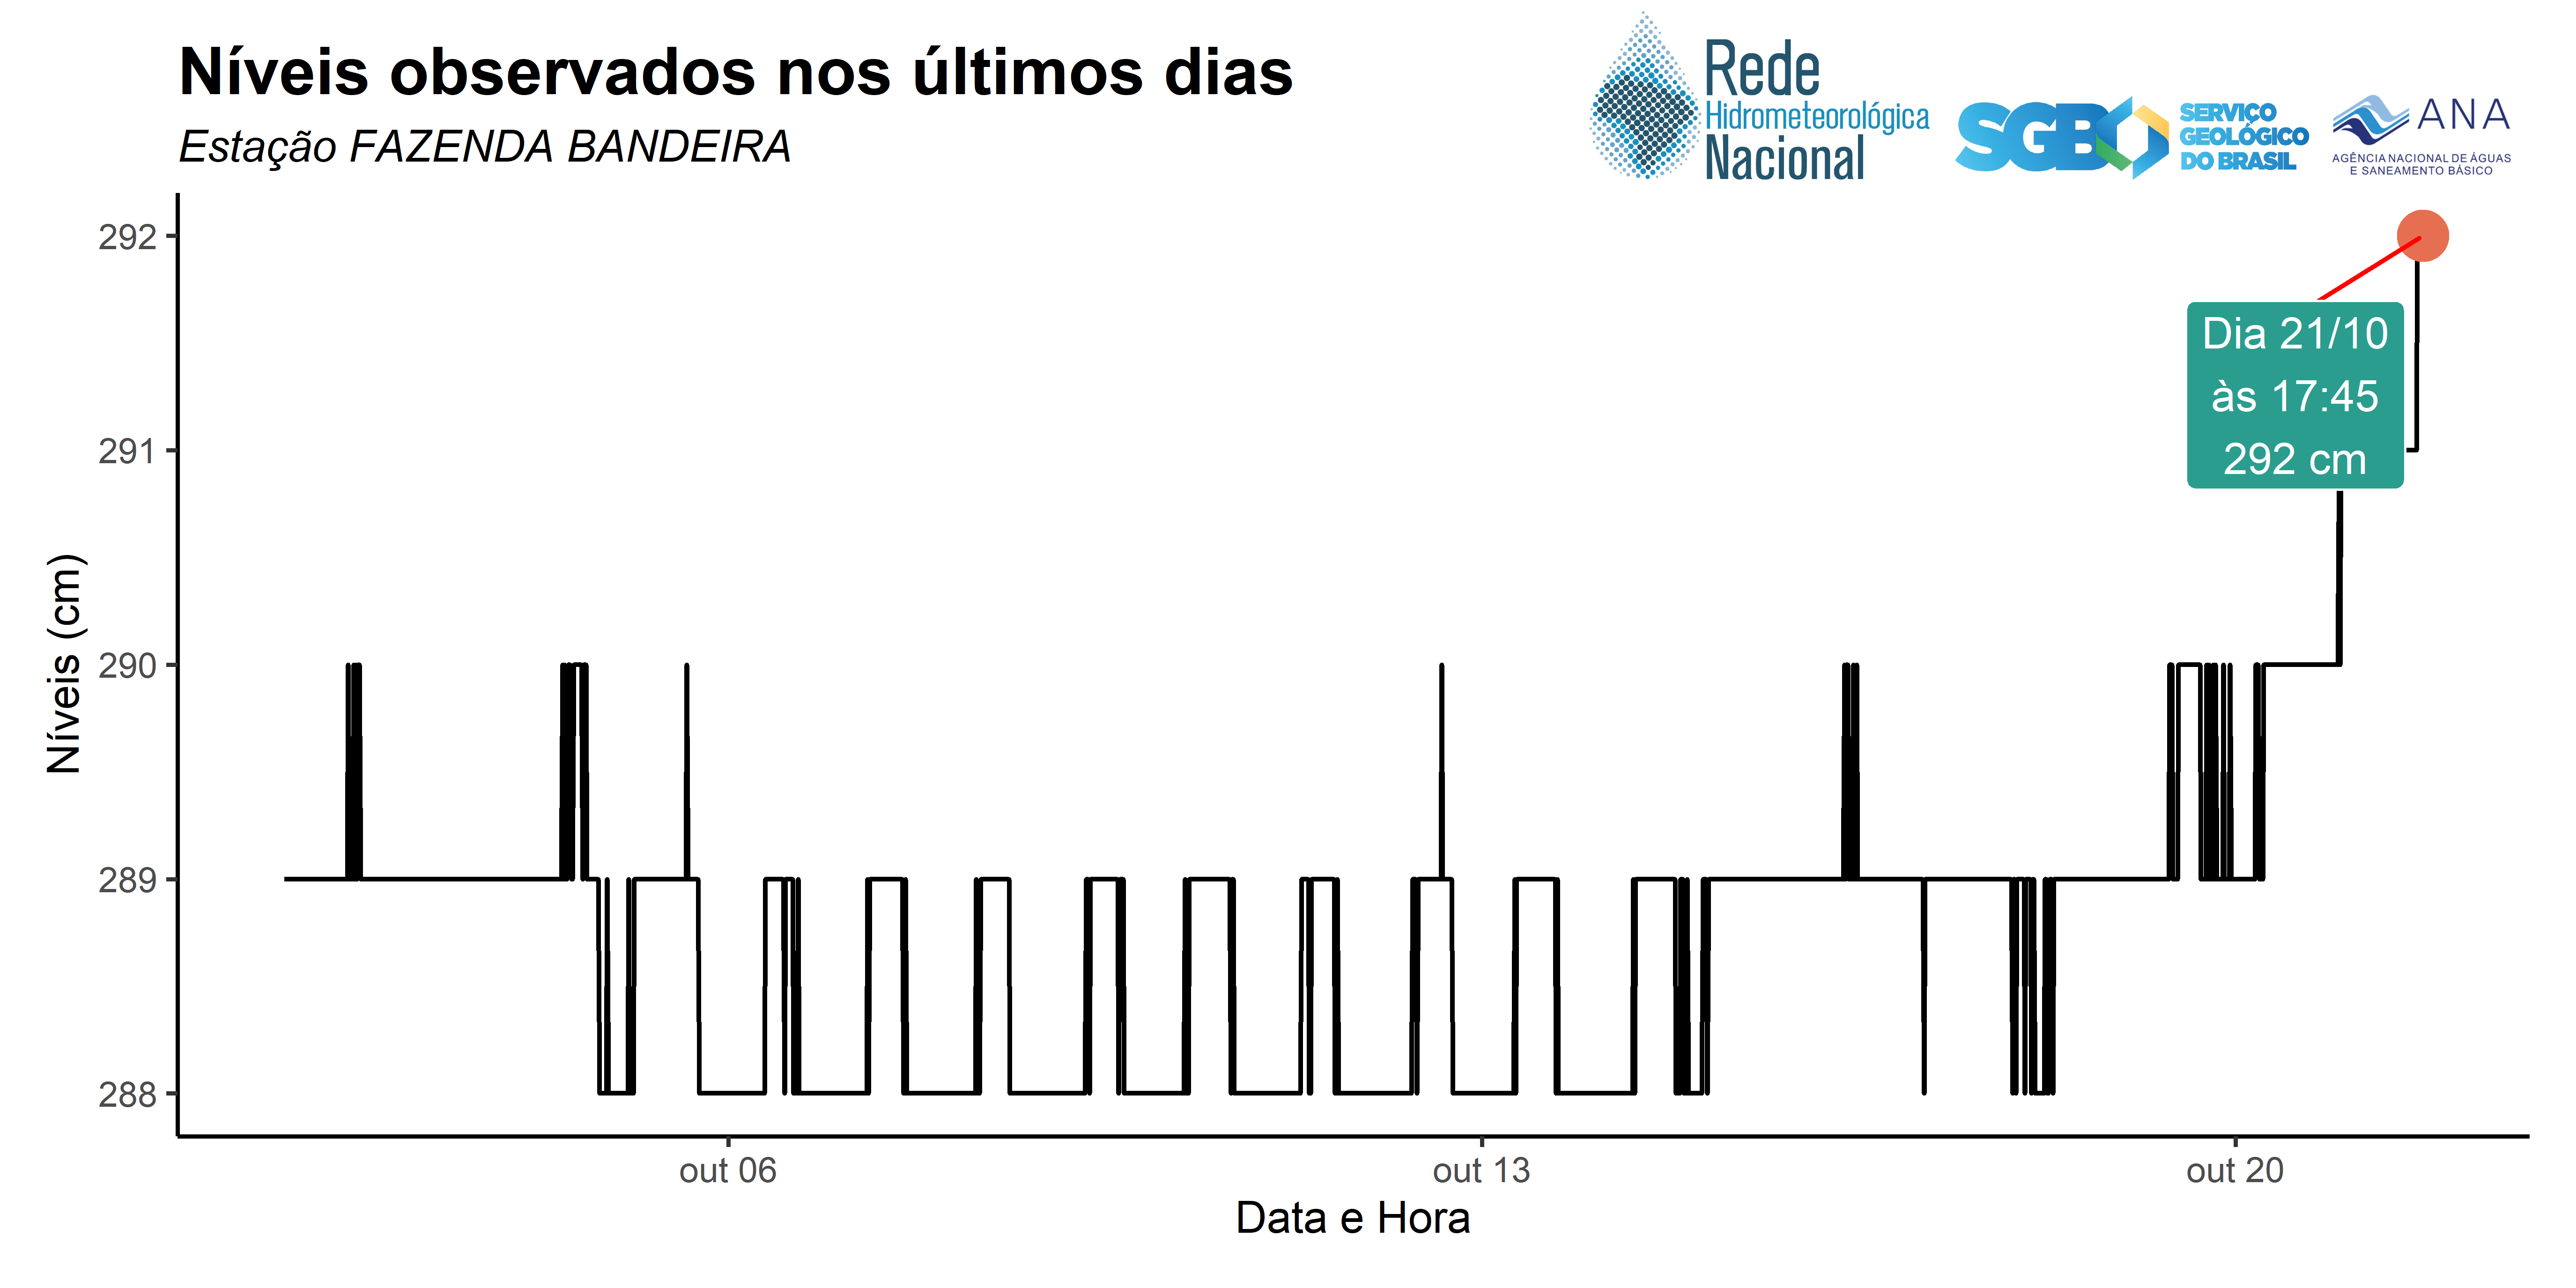 Níveis observados nos últimos dias
Estação FAZENDA BANDEIRA
Rede
Hidrometeorológica
Nacional
SGB
SERVIÇO
GEOLÓGICO
DO BRASIL
ANA
AGÊNCIA NACIONAL DE ÁGUAS
E SANEAMENTO BÁSICO
292
291
290
289
288
Níveis (cm)
Dia 21/10
às 17:45
292 cm
out 06
out 13
out 20
Data e Hora